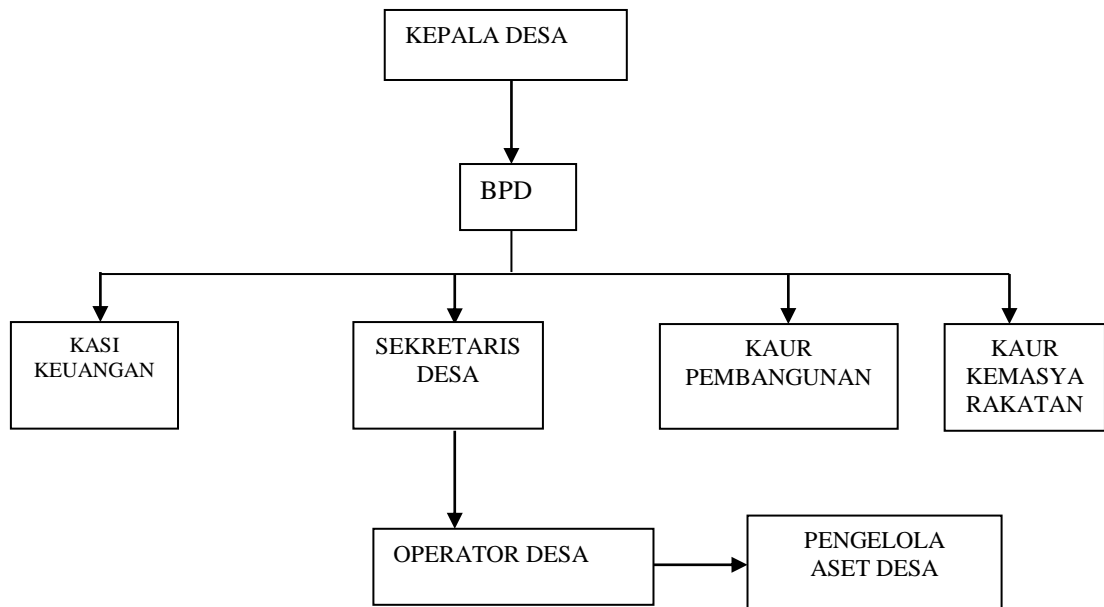 KEPALA DESA
BPD
KASI
KEUANGAN
SEKRETARIS
DESA
KAUR
PEMBANGUNAN
KAUR
KEMASYA
RAKATAN
OPERATOR DESA
PENGELOLA
ASET DESA